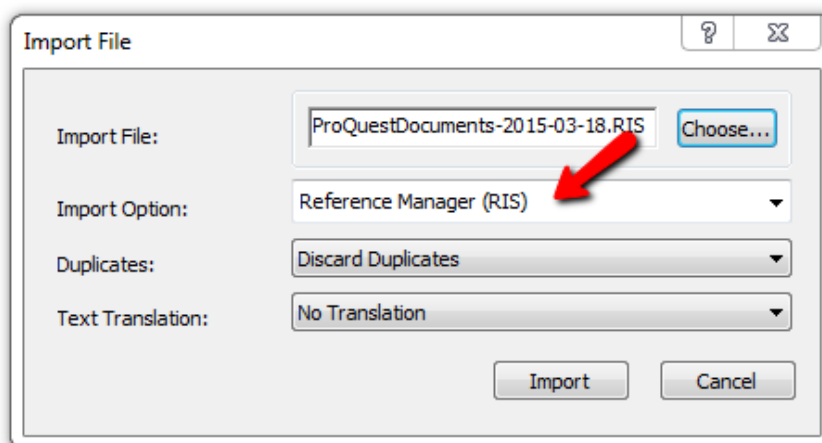 Import File
Import File: ProQuestDocuments-2015-03-18.RIS Choose...
Import Option: Reference Manager (RIS)
Duplicates: Discard Duplicates
Text Translation: No Translation
Import Cancel